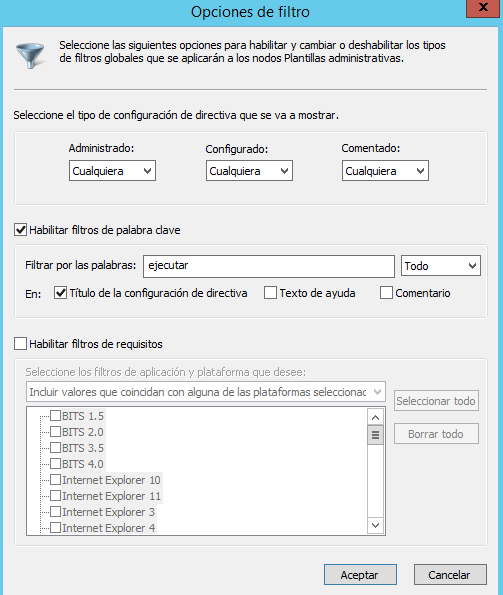 Opciones de filtro
x
Seleccione las siguientes opciones para habilitar y cambiar o deshabilitar los tipos
de filtros globales que se aplicarán a los nodos Plantillas administrativas.
Seleccione el tipo de configuración de directiva que se va a mostrar.
Administrado: Configurado: Comentado:
Cualquiera Cualquiera Cualquiera
Habilitar filtros de palabra clave
Filtrar por las palabras: ejecutar Todo
En: Título de la configuración de directiva Texto de ayuda Comentario
Habilitar filtros de requisitos
Seleccione los filtros de aplicación y plataforma que desee:
Incluir valores que coincidan con alguna de las plataformas seleccionad
Seleccionar todo
BITS 1.5
BITS 2.0
Borrar todo
BITS 3.5
BITS 4.0
Internet Explorer 10
Internet Explorer 11
Internet Explorer 3
Internet Explorer 4
Aceptar Cancelar